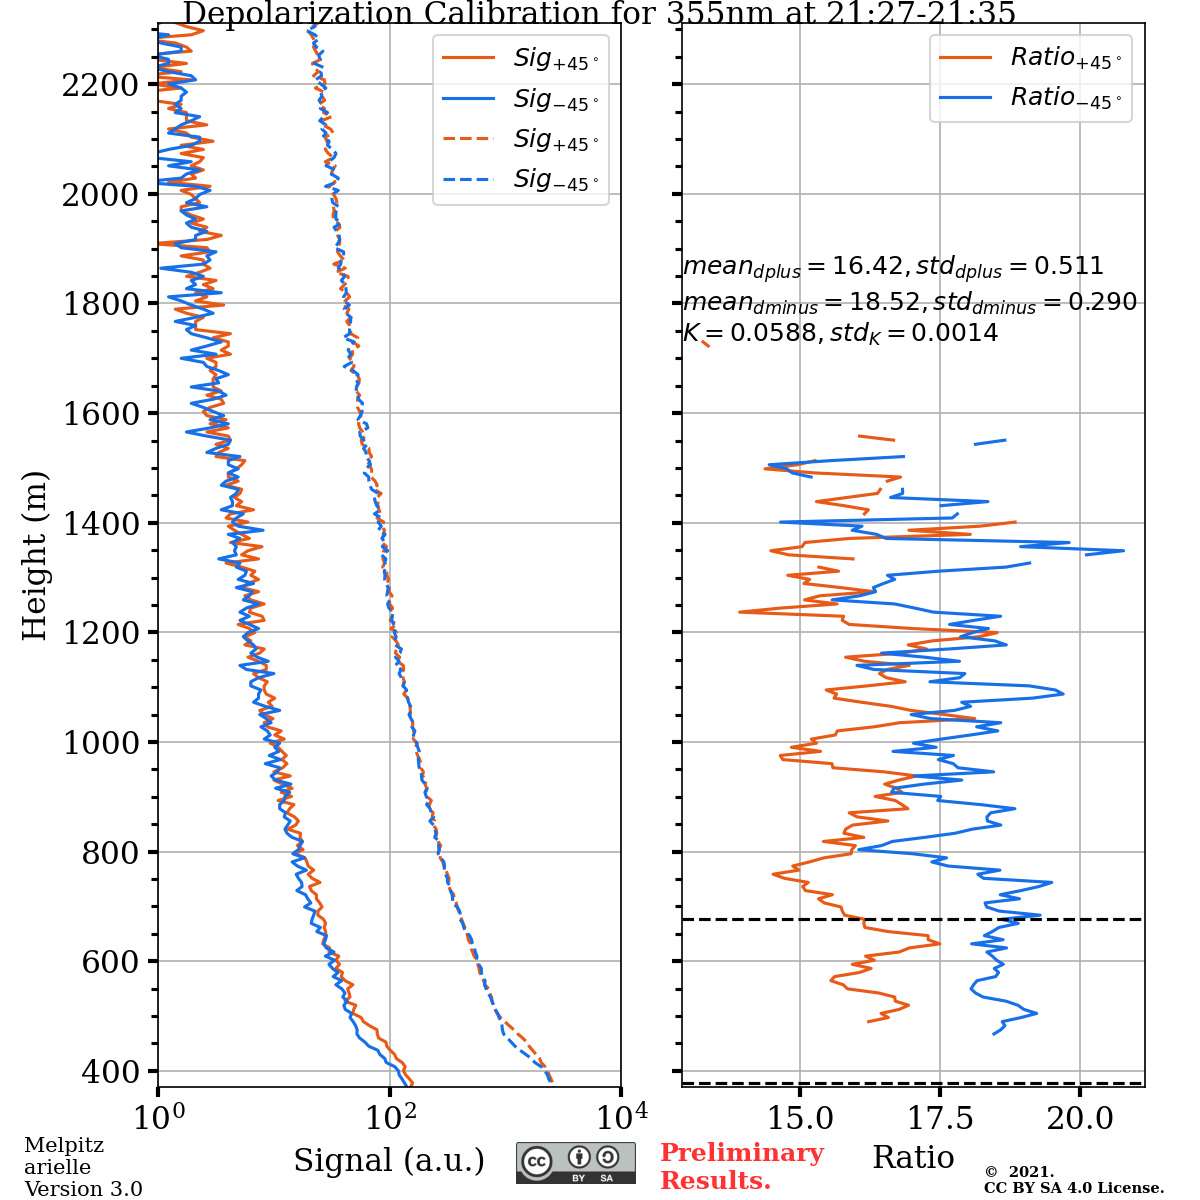 Depolarization Calibration for 355nm at 21:27-21:35
Sig+45°
Sig−45°
Sig+45°
Sig−45°
Ratio+45°
Ratio−45°
mean_dplus = 16.42, std_dplus = 0.511
mean_dminus = 18.52, std_dminus = 0.290
K = 0.0588, std_K = 0.0014
2200
2000
1800
1600
1400
1200
1000
800
600
400
Height (m)
10^0 10^2 10^4
Signal (a.u.)
15.0 17.5 20.0
Ratio
Melpitz
arielle
Version 3.0
cc BY SA
Preliminary
Results.
© 2021.
CC BY SA 4.0 License.